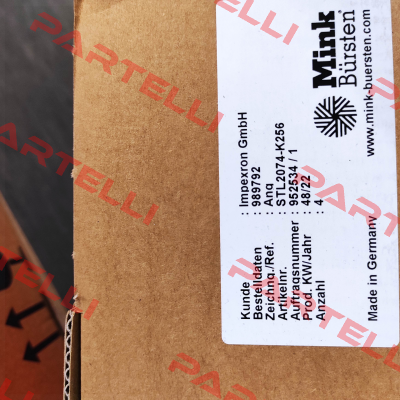 Mink
Bürsten
www.mink-buersten.com
Kunde : Impexron GmbH
Bestelldaten : 989792
Zeichng./Ref. : Anq
Artikelnr. : STL2074-K256
Auftragsnummer : 952534 / 1
Prod. KW/Jahr : 48/22
Anzahl : 4
Made in Germany
PARTELLI
PARTELLI
PARTELLI
PARTELLI